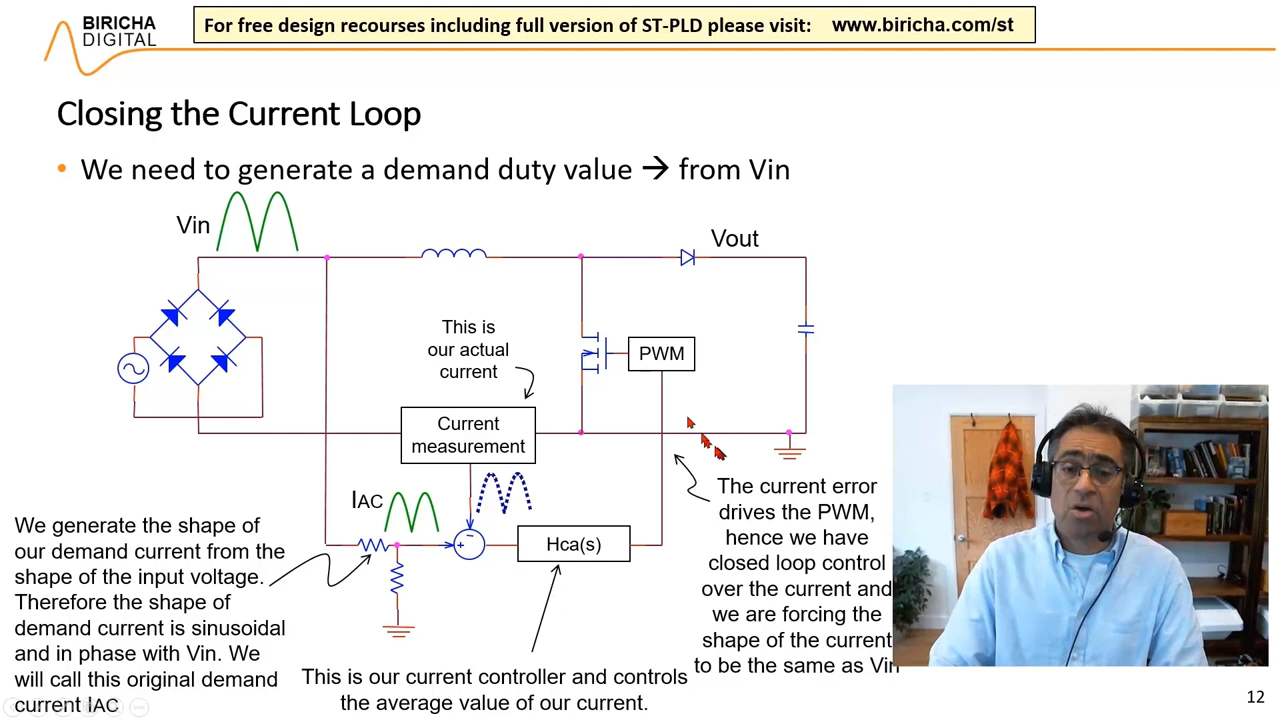 BIRICHA
DIGITAL
For free design recourses including full version of ST-PLD please visit: www.biricha.com/st
Closing the Current Loop
• We need to generate a demand duty value → from Vin
Vin
Vout
This is
our actual
current
PWM
Current
measurement
IAC
+
-
Hca(s)
We generate the shape of
our demand current from the
shape of the input voltage.
Therefore the shape of
demand current is sinusoidal
and in phase with Vin. We
will call this original demand
current IAC
This is our current controller and controls
the average value of our current.
The current error
drives the PWM,
hence we have
closed loop control
over the current and
we are forcing the
shape of the current
to be the same as Vin
12